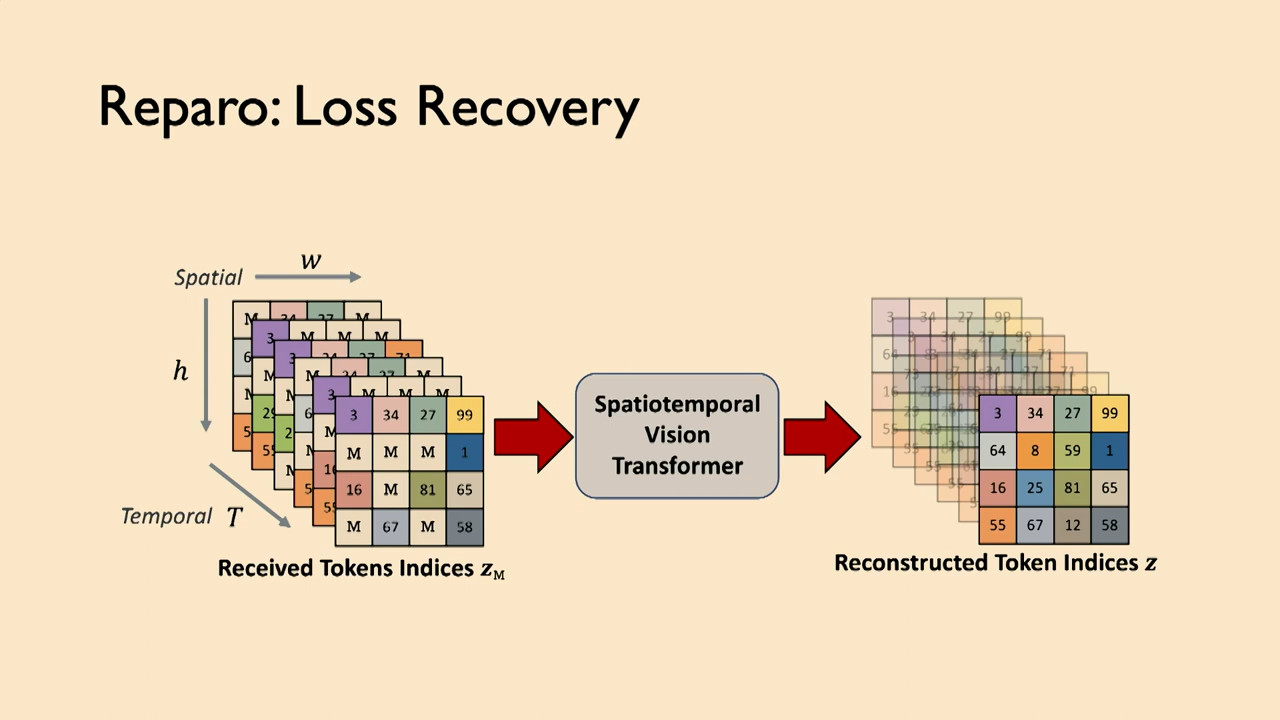 Reparo: Loss Recovery
Spatial
w
h
Temporal T
3 34 27 99
M M M 1
16 M 81 65
M 67 M 58
Received Tokens Indices zM
Spatiotemporal
Vision
Transformer
3 34 27 99
64 8 59 1
16 25 81 65
55 67 12 58
Reconstructed Token Indices z